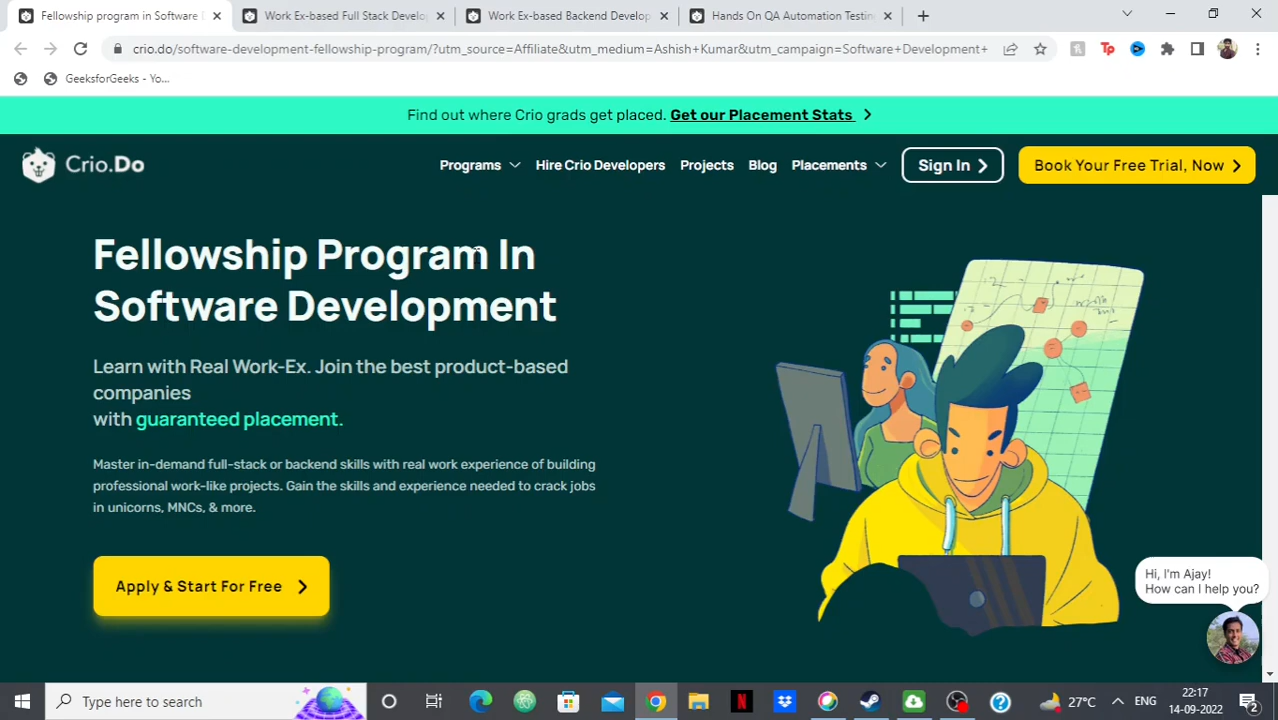 Fellowship program in Software D
Work Ex-based Full Stack Develo
Work Ex-based Backend Develop
Hands On QA Automation Testin
crio.do/software-development-fellowship-program/?utm_source=Affiliate&utm_medium=Ashish+Kumar&utm_campaign=Software+Development+
Tp
GeeksforGeeks - Yo...
Find out where Crio grads get placed. Get our Placement Stats
Crio.Do
Programs
Hire Crio Developers
Projects
Blog
Placements
Sign In
Book Your Free Trial, Now
Fellowship Program In
Software Development
Learn with Real Work-Ex. Join the best product-based
companies
with guaranteed placement.
Master in-demand full-stack or backend skills with real work experience of building
professional work-like projects. Gain the skills and experience needed to crack jobs
in unicorns, MNCs, & more.
Apply & Start For Free
Hi, I'm Ajay!
How can I help you?
Type here to search
27°C
ENG
22:17
14-09-2022
2